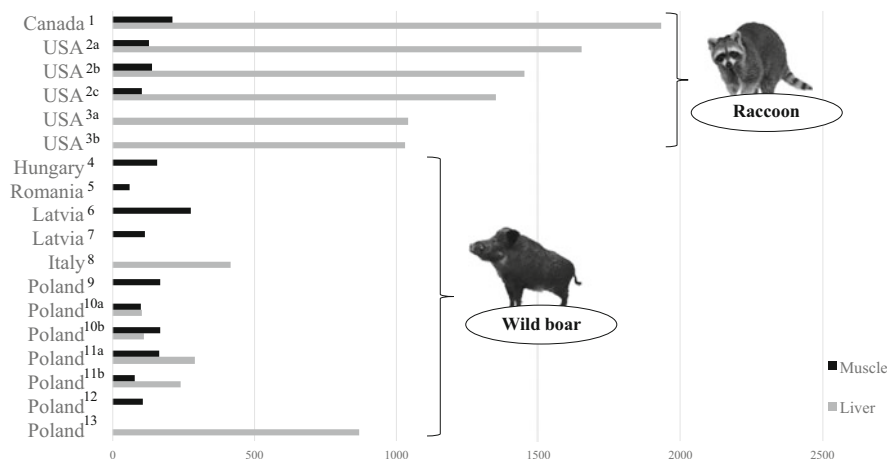 Canada 1
USA 2a
USA 2b
USA 2c
USA 3a
USA 3b
Hungary 4
Romania 5
Latvia 6
Latvia 7
Italy 8
Poland 9
Poland 10a
Poland 10b
Poland 11a
Poland 11b
Poland 12
Poland 13
Raccoon
Wild boar
Muscle
Liver
0 500 1000 1500 2000 2500